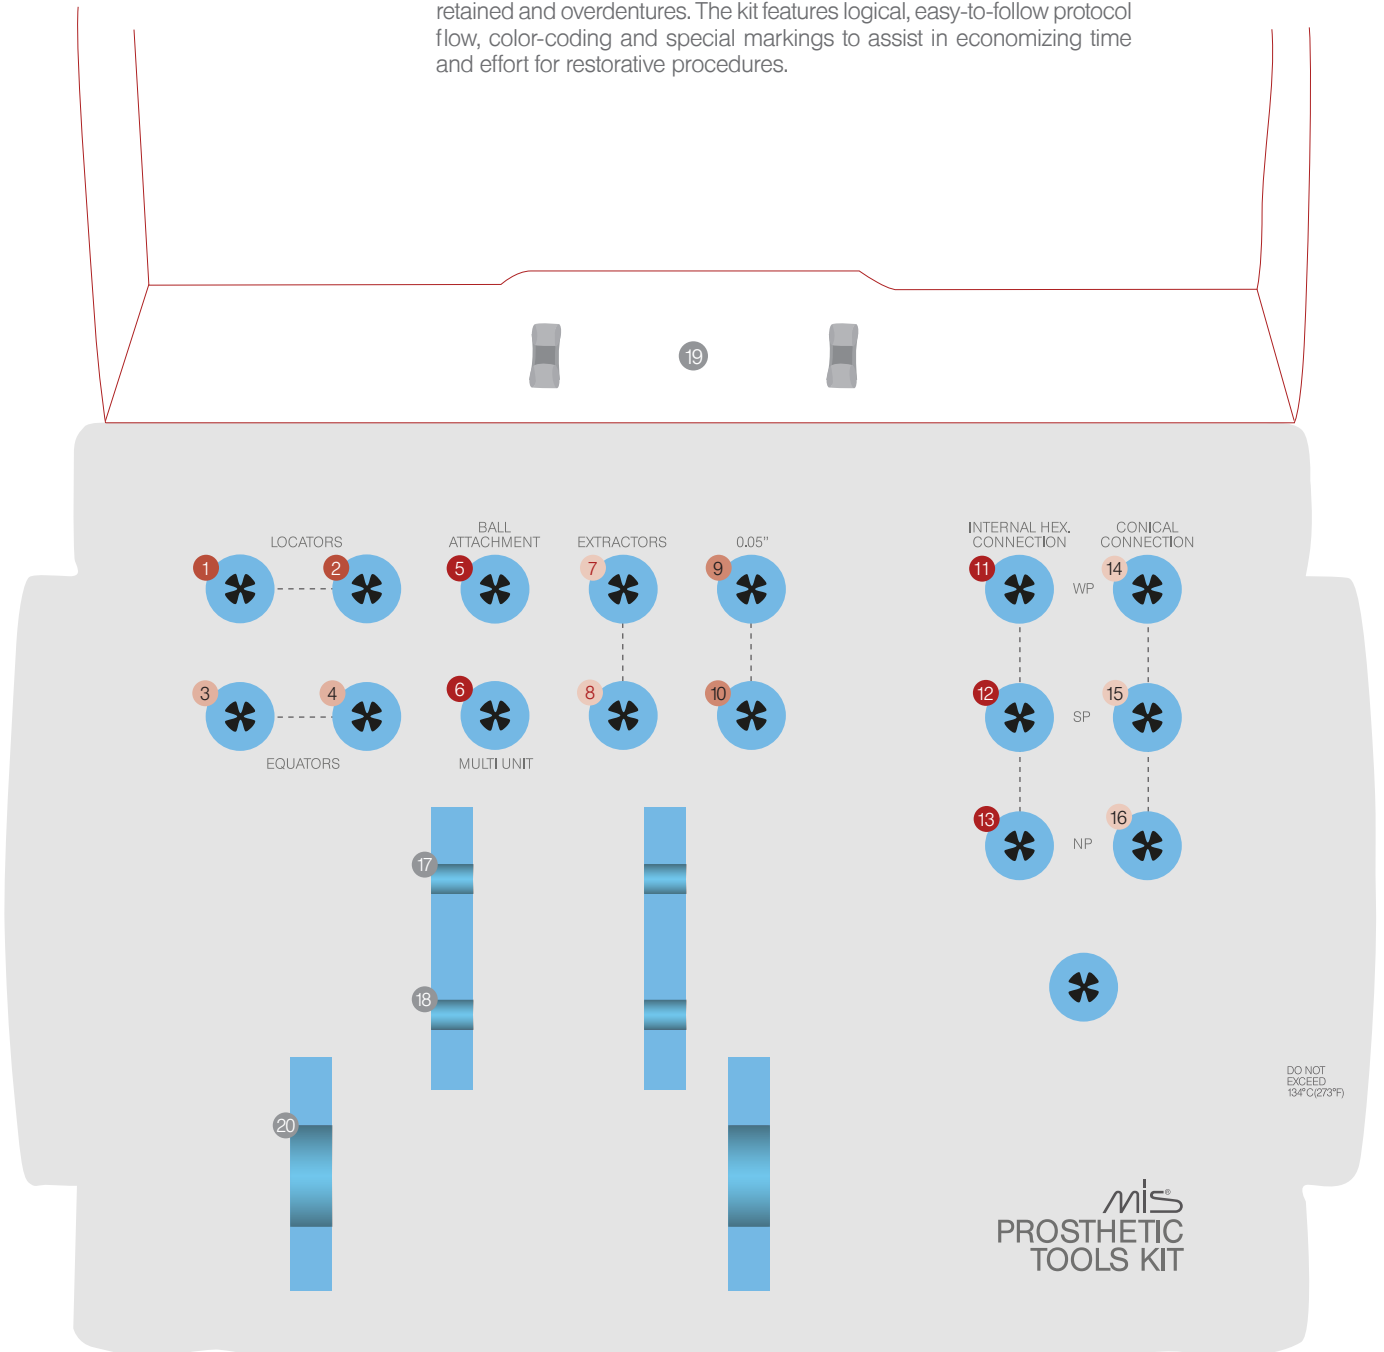 retained and overdentures. The kit features logical, easy-to-follow protocol
flow, color-coding and special markings to assist in economizing time
and effort for restorative procedures.
19
LOCATORS
BALL
ATTACHMENT
EXTRACTORS
0.05"
INTERNAL HEX.
CONNECTION
CONICAL
CONNECTION
1
2
5
7
9
11
WP
14
3
4
6
8
10
12
SP
15
EQUATORS
MULTI UNIT
13
NP
16
17
18
20
DO NOT
EXCEED
134°C(273°F)
mis®
PROSTHETIC
TOOLS KIT